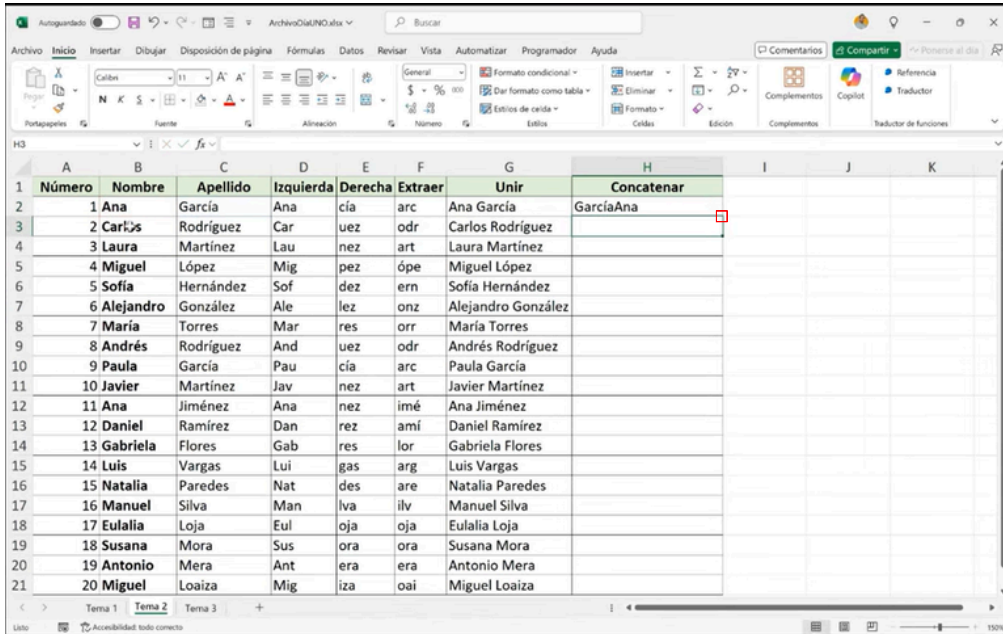 Autoguardado ArchivoDíaUNO.xlsx Buscar
Archivo Inicio Insertar Dibujar Disposición de página Fórmulas Datos Revisar Vista Automatizar Programador Ayuda Comentarios Compartir Ponerse al día
Pegar Calibri 11 General Formato condicional Insertar Referencia
N K S $ % 000 Dar formato como tabla Eliminar Complementos Copilot Traductor
Estilos de celda Formato
Portapapeles Fuente Alineación Número Estilos Celdas Edición Complementos Traductor de funciones
H3 fx
A B C D E F G H I J K
1 Número Nombre Apellido Izquierda Derecha Extraer Unir Concatenar
2 1 Ana García Ana cía arc Ana García GarcíaAna
3 2 Carlos Rodríguez Car uez odr Carlos Rodríguez
4 3 Laura Martínez Lau nez art Laura Martínez
5 4 Miguel López Mig pez ópe Miguel López
6 5 Sofía Hernández Sof dez ern Sofía Hernández
7 6 Alejandro González Ale lez onz Alejandro González
8 7 María Torres Mar res orr María Torres
9 8 Andrés Rodríguez And uez odr Andrés Rodríguez
10 9 Paula García Pau cía arc Paula García
11 10 Javier Martínez Jav nez art Javier Martínez
12 11 Ana Jiménez Ana nez imé Ana Jiménez
13 12 Daniel Ramírez Dan rez amí Daniel Ramírez
14 13 Gabriela Flores Gab res lor Gabriela Flores
15 14 Luis Vargas Lui gas arg Luis Vargas
16 15 Natalia Paredes Nat des are Natalia Paredes
17 16 Manuel Silva Man lva ilv Manuel Silva
18 17 Eulalia Loja Eul oja oja Eulalia Loja
19 18 Susana Mora Sus ora ora Susana Mora
20 19 Antonio Mera Ant era era Antonio Mera
21 20 Miguel Loaiza Mig iza oai Miguel Loaiza
Tema 1 Tema 2 Tema 3
Listo Accesibilidad: todo correcto 150%